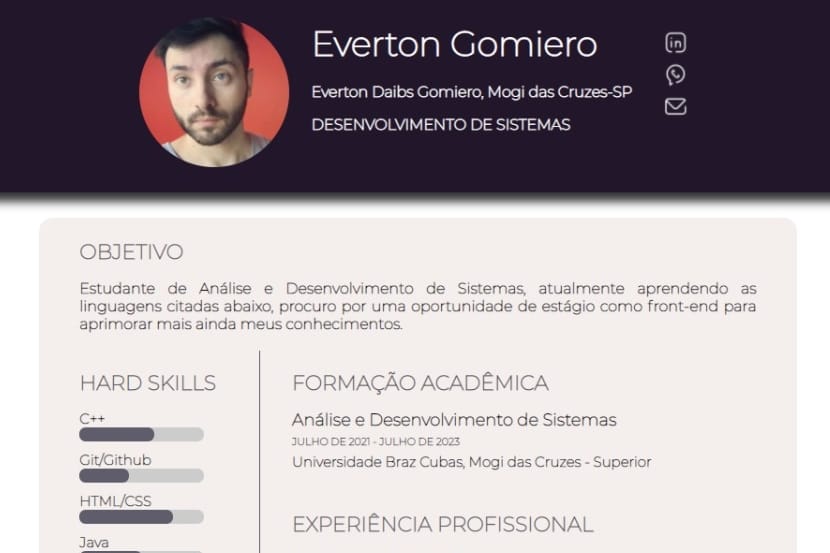 Everton Gomiero
Everton Daibs Gomiero, Mogi das Cruzes-SP
DESENVOLVIMENTO DE SISTEMAS
in
OBJETIVO
Estudante de Análise e Desenvolvimento de Sistemas, atualmente aprendendo as
linguagens citadas abaixo, procuro por uma oportunidade de estágio como front-end para
aprimorar mais ainda meus conhecimentos.
HARD SKILLS
C++
Git/Github
HTML/CSS
Java
FORMAÇÃO ACADÊMICA
Análise e Desenvolvimento de Sistemas
JULHO DE 2021 - JULHO DE 2023
Universidade Braz Cubas, Mogi das Cruzes - Superior
EXPERIÊNCIA PROFISSIONAL